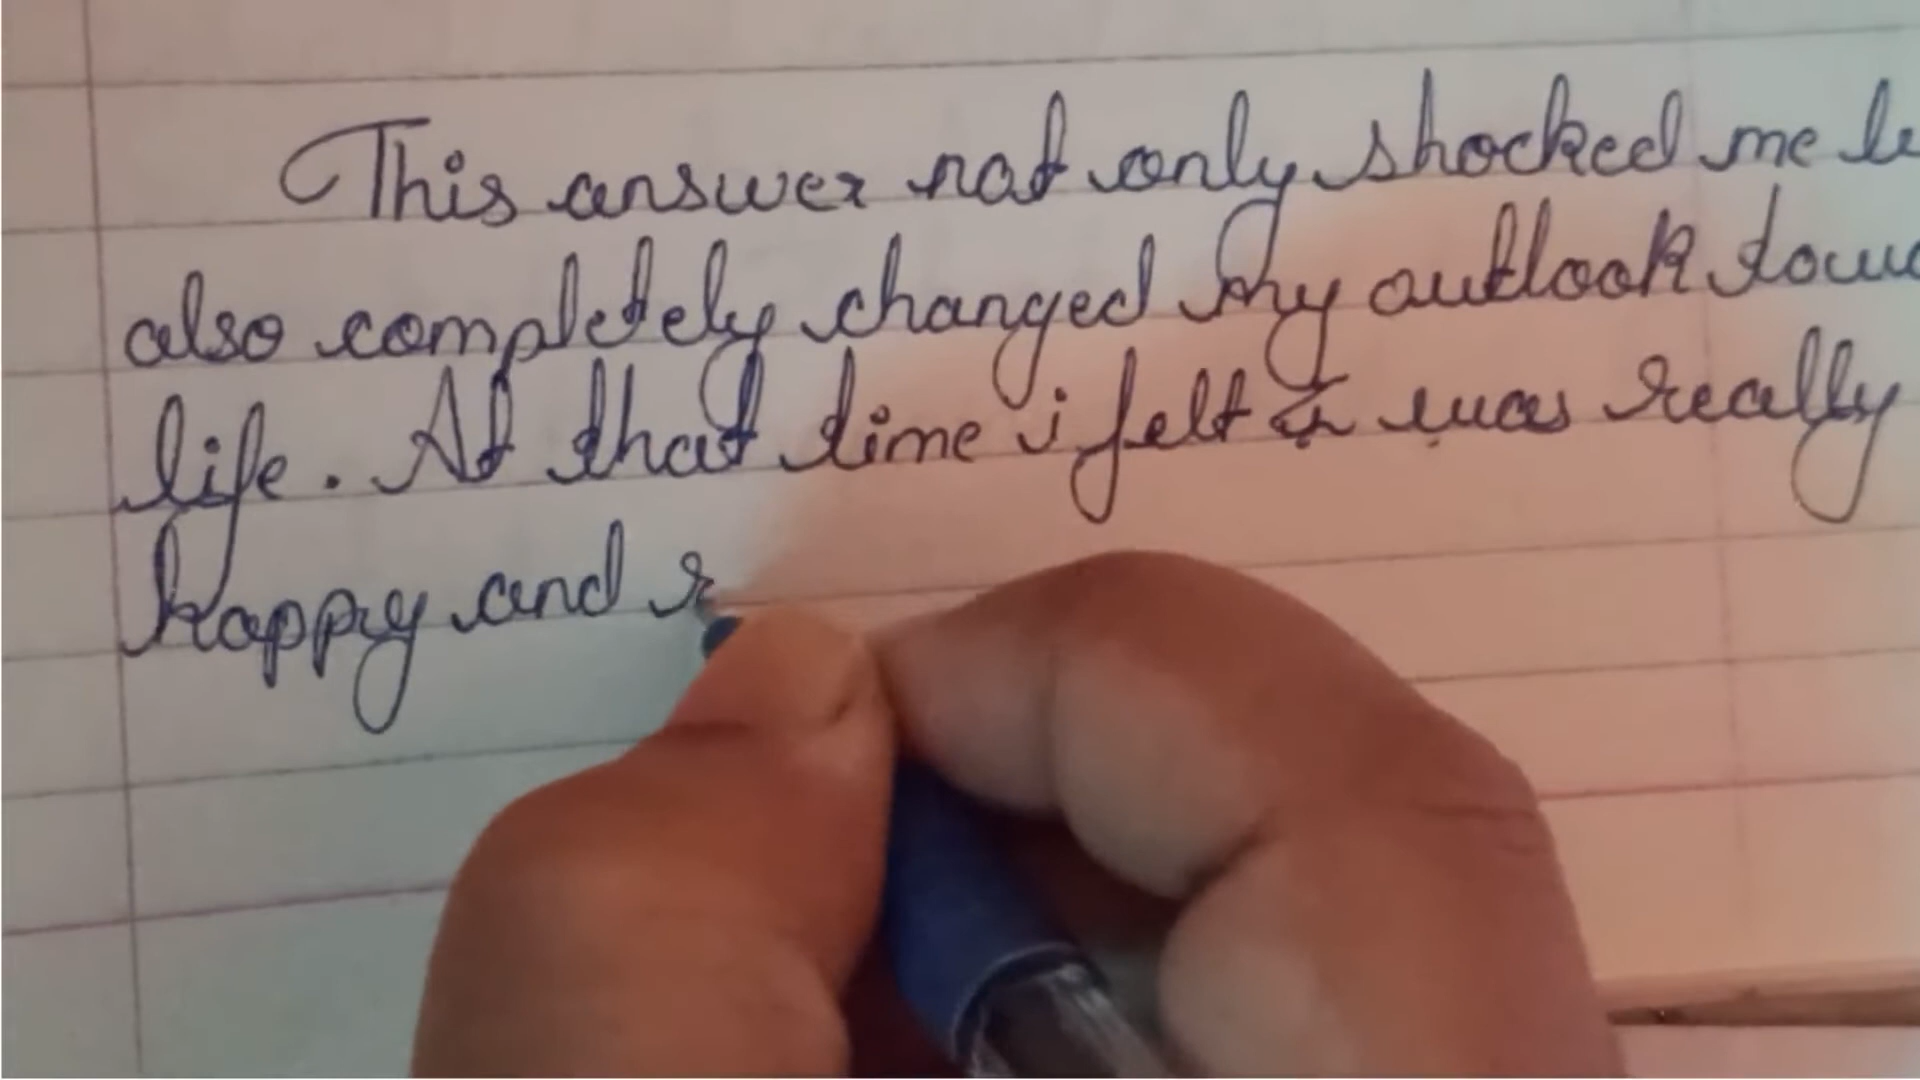 This answer not only shocked me
also completely changed my outlook
life. At that time i felt I was really
happy and